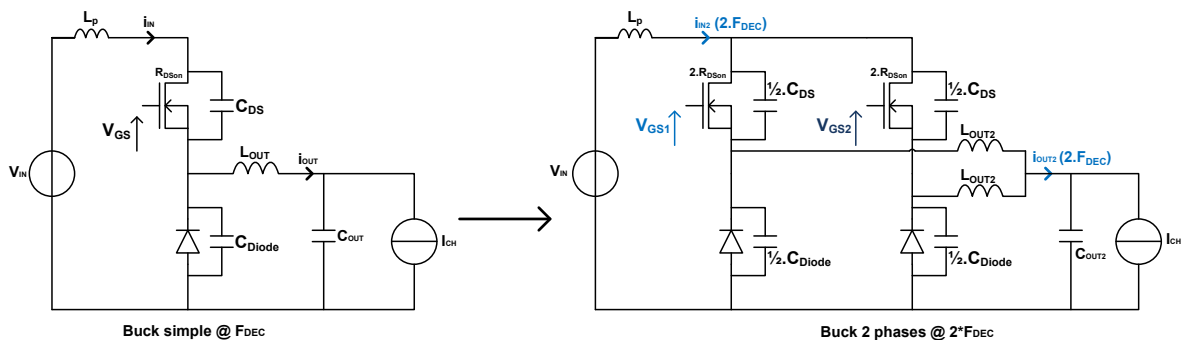 Lp
iIN
RDSon
CDS
VGS
VIN
LOUT
iOUT
CDiode
COUT
ICH
Buck simple @ FDEC
Lp
iIN2 (2.FDEC)
2.RDSon
½.CDS
2.RDSon
½.CDS
VGS1
VGS2
VIN
LOUT2
iOUT2 (2.FDEC)
LOUT2
½.CDiode
½.CDiode
COUT2
ICH
Buck 2 phases @ 2*FDEC